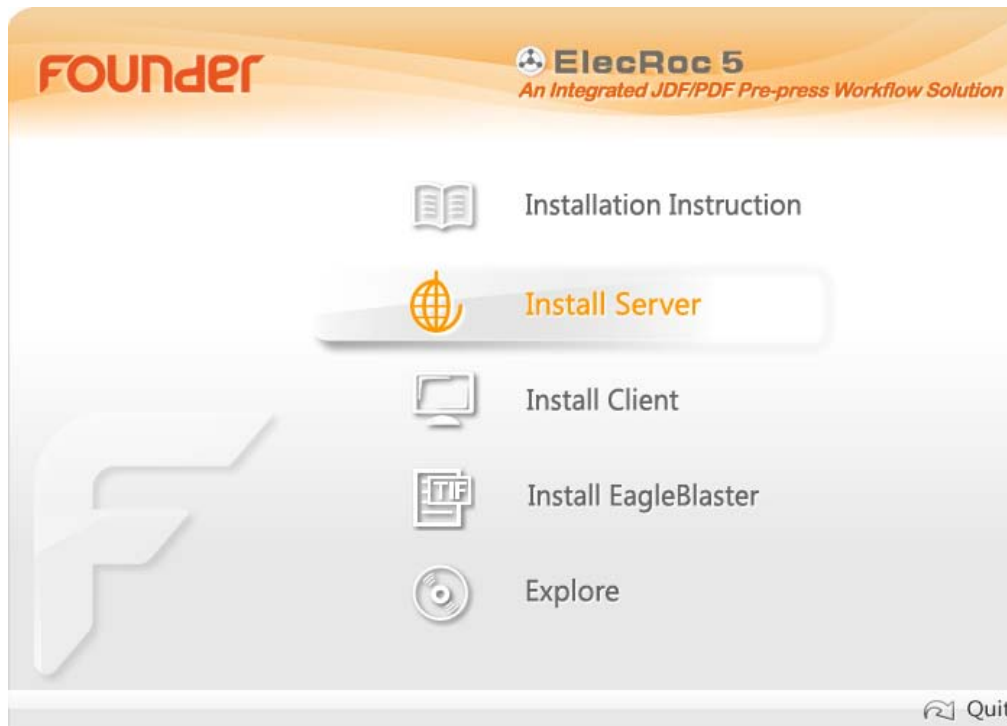 FOUNDER
ElecRoc 5
An Integrated JDF/PDF Pre-press Workflow Solution
Installation Instruction
Install Server
Install Client
TIF
Install EagleBlaster
Explore
Quit